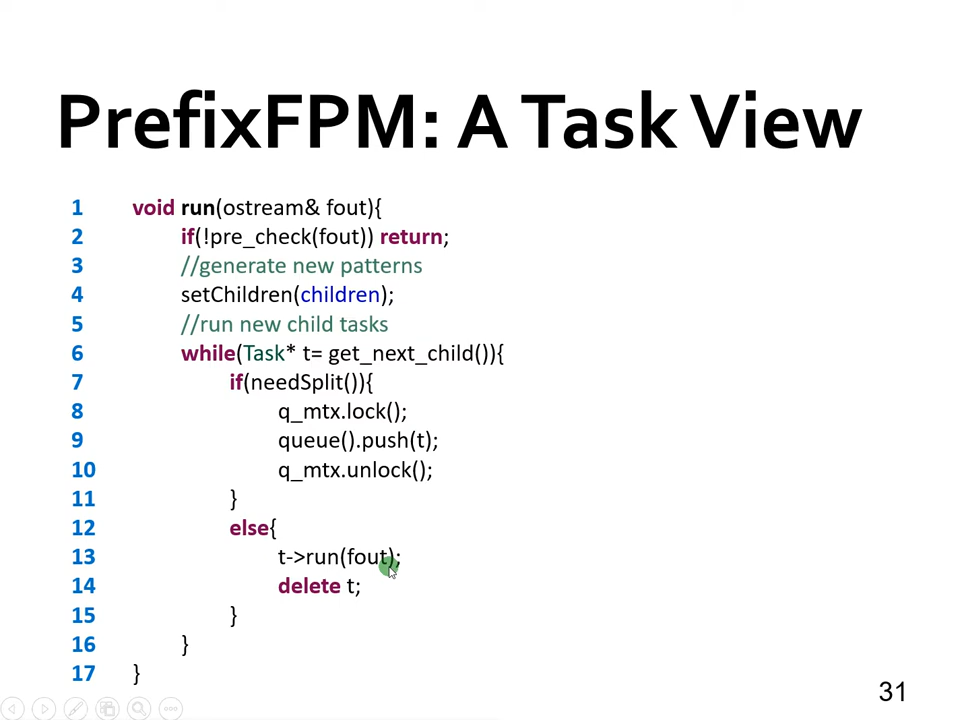 PrefixFPM: A Task View
1 void run(ostream& fout){
2 if(!pre_check(fout)) return;
3 //generate new patterns
4 setChildren(children);
5 //run new child tasks
6 while(Task* t= get_next_child()){
7 if(needSplit()){
8 q_mtx.lock();
9 queue().push(t);
10 q_mtx.unlock();
11 }
12 else{
13 t->run(fout);
14 delete t;
15 }
16 }
17 }
31